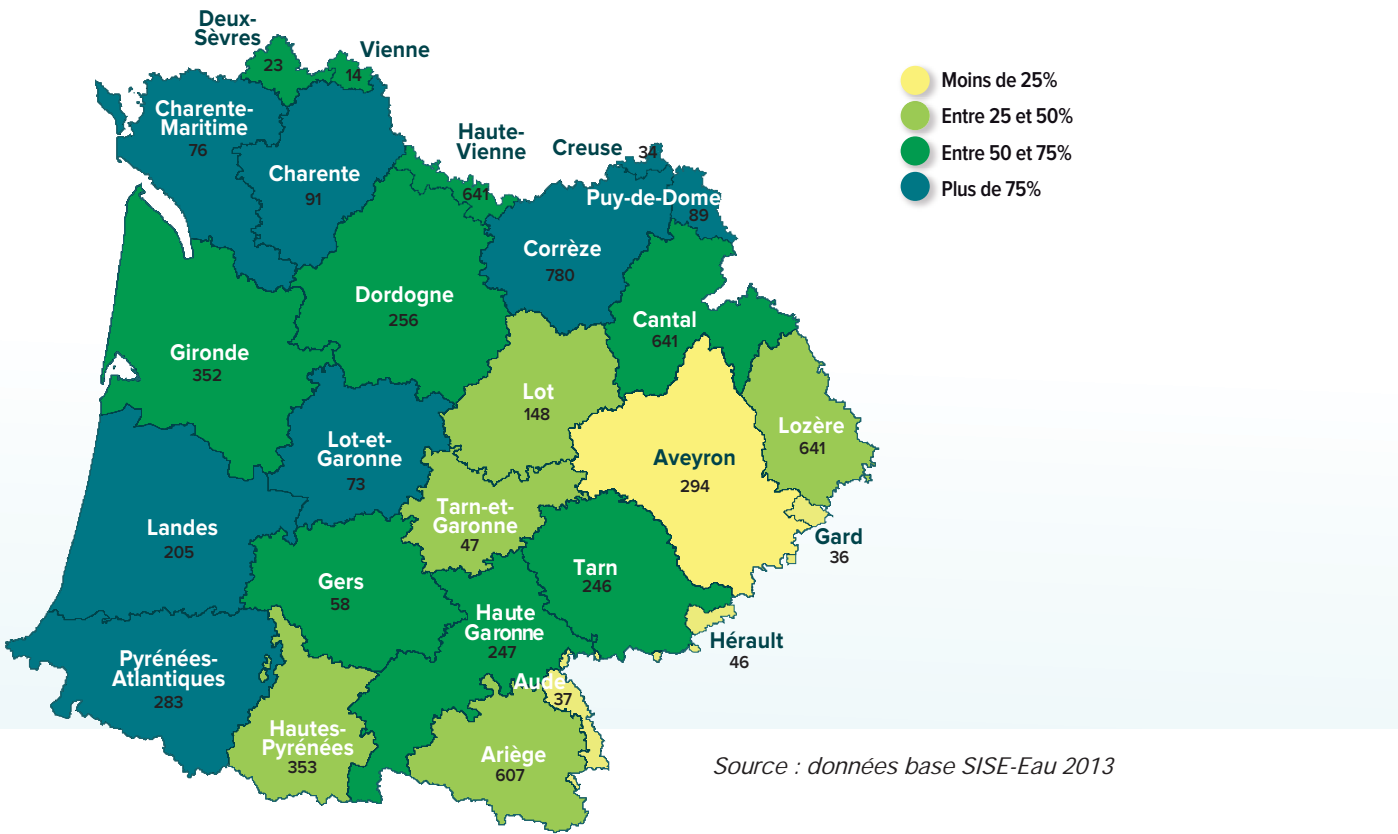 Deux-
Sèvres
23
Vienne
14
Charente-
Maritime
76
Charente
91
Haute-
Vienne
641
Creuse
34
Puy-de-Dome
89
Corrèze
780
Dordogne
256
Cantal
641
Gironde
352
Lot
148
Lozère
641
Lot-et-
Garonne
73
Aveyron
294
Tarn-et-
Garonne
47
Landes
205
Gard
36
Tarn
246
Gers
58
Haute
Garonne
247
Hérault
46
Pyrénées-
Atlantiques
283
Aude
37
Hautes-
Pyrénées
353
Ariège
607
Moins de 25%
Entre 25 et 50%
Entre 50 et 75%
Plus de 75%
Source : données base SISE-Eau 2013